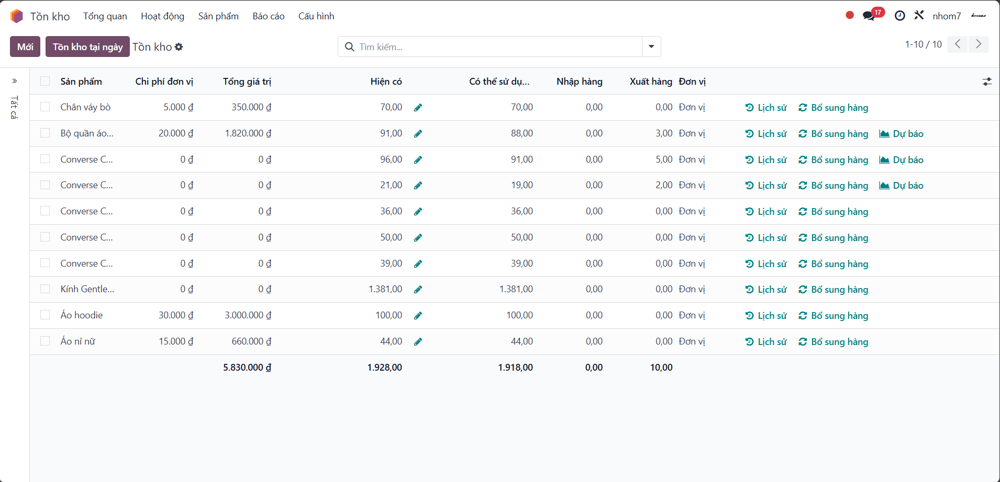 Tồn kho Tổng quan Hoạt động Sản phẩm Báo cáo Cấu hình 17 nhom7
Mới Tồn kho tại ngày Tồn kho Tìm kiếm... 1-10 / 10
Tất cả
Sản phẩm Chi phí đơn vị Tổng giá trị Hiện có Có thể sử dụ... Nhập hàng Xuất hàng Đơn vị
Chân váy bò 5.000 ₫ 350.000 ₫ 70,00 70,00 0,00 0,00 Đơn vị Lịch sử Bổ sung hàng
Bộ quần áo... 20.000 ₫ 1.820.000 ₫ 91,00 88,00 0,00 3,00 Đơn vị Lịch sử Bổ sung hàng Dự báo
Converse C... 0 ₫ 0 ₫ 96,00 91,00 0,00 5,00 Đơn vị Lịch sử Bổ sung hàng Dự báo
Converse C... 0 ₫ 0 ₫ 21,00 19,00 0,00 2,00 Đơn vị Lịch sử Bổ sung hàng Dự báo
Converse C... 0 ₫ 0 ₫ 36,00 36,00 0,00 0,00 Đơn vị Lịch sử Bổ sung hàng
Converse C... 0 ₫ 0 ₫ 50,00 50,00 0,00 0,00 Đơn vị Lịch sử Bổ sung hàng
Converse C... 0 ₫ 0 ₫ 39,00 39,00 0,00 0,00 Đơn vị Lịch sử Bổ sung hàng
Kính Gentle... 0 ₫ 0 ₫ 1.381,00 1.381,00 0,00 0,00 Đơn vị Lịch sử Bổ sung hàng
Áo hoodie 30.000 ₫ 3.000.000 ₫ 100,00 100,00 0,00 0,00 Đơn vị Lịch sử Bổ sung hàng
Áo nỉ nữ 15.000 ₫ 660.000 ₫ 44,00 44,00 0,00 0,00 Đơn vị Lịch sử Bổ sung hàng
5.830.000 ₫ 1.928,00 1.918,00 0,00 10,00